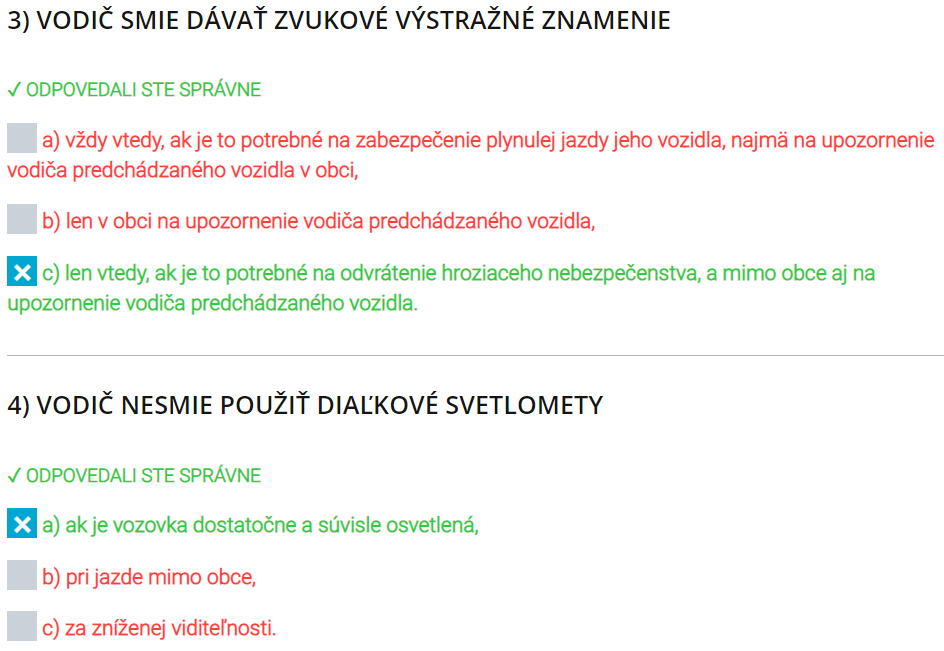 3) VODIČ SMIE DÁVAŤ ZVUKOVÉ VÝSTRAŽNÉ ZNAMENIE
✓ ODPOVEDALI STE SPRÁVNE
a) vždy vtedy, ak je to potrebné na zabezpečenie plynulej jazdy jeho vozidla, najmä na upozornenie
vodiča predchádzaného vozidla v obci,
b) len v obci na upozornenie vodiča predchádzaného vozidla,
c) len vtedy, ak je to potrebné na odvrátenie hroziaceho nebezpečenstva, a mimo obce aj na
upozornenie vodiča predchádzaného vozidla.
4) VODIČ NESMIE POUŽIŤ DIAĽKOVÉ SVETLOMETY
✓ ODPOVEDALI STE SPRÁVNE
a) ak je vozovka dostatočne a súvisle osvetlená,
b) pri jazde mimo obce,
c) za zníženej viditeľnosti.